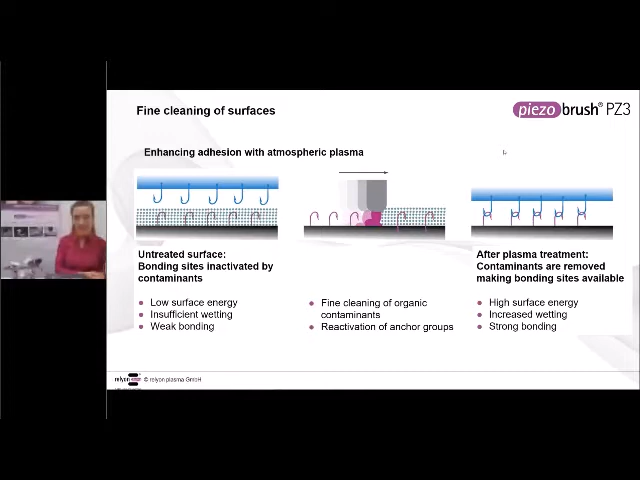 Fine cleaning of surfaces
piezobrush® PZ3
Enhancing adhesion with atmospheric plasma
Untreated surface:
Bonding sites inactivated by
contaminants
Low surface energy
Insufficient wetting
Weak bonding
Fine cleaning of organic
contaminants
Reactivation of anchor groups
After plasma treatment:
Contaminants are removed
making bonding sites available
High surface energy
Increased wetting
Strong bonding
relyon
© relyon plasma GmbH